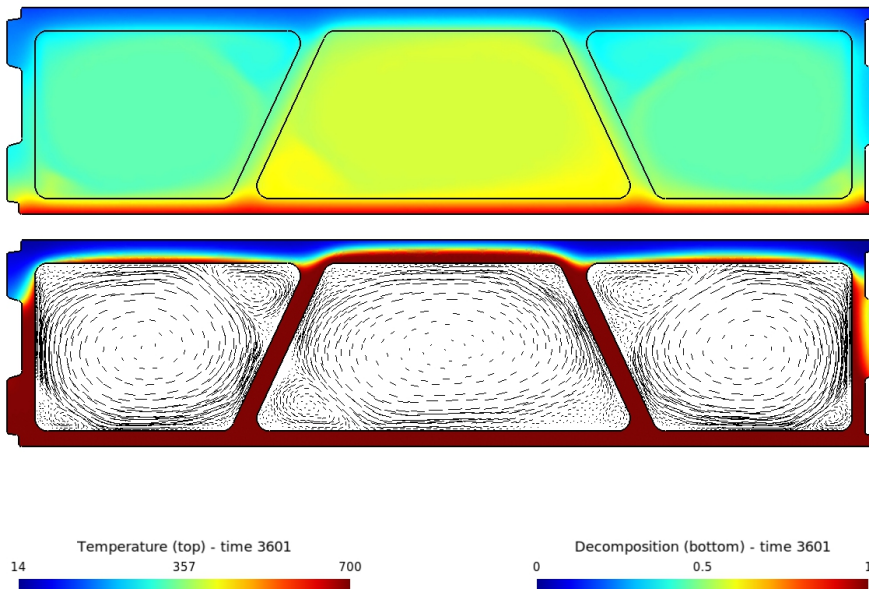 Temperature (top) - time 3601
14 357 700
Decomposition (bottom) - time 3601
0 0.5 1